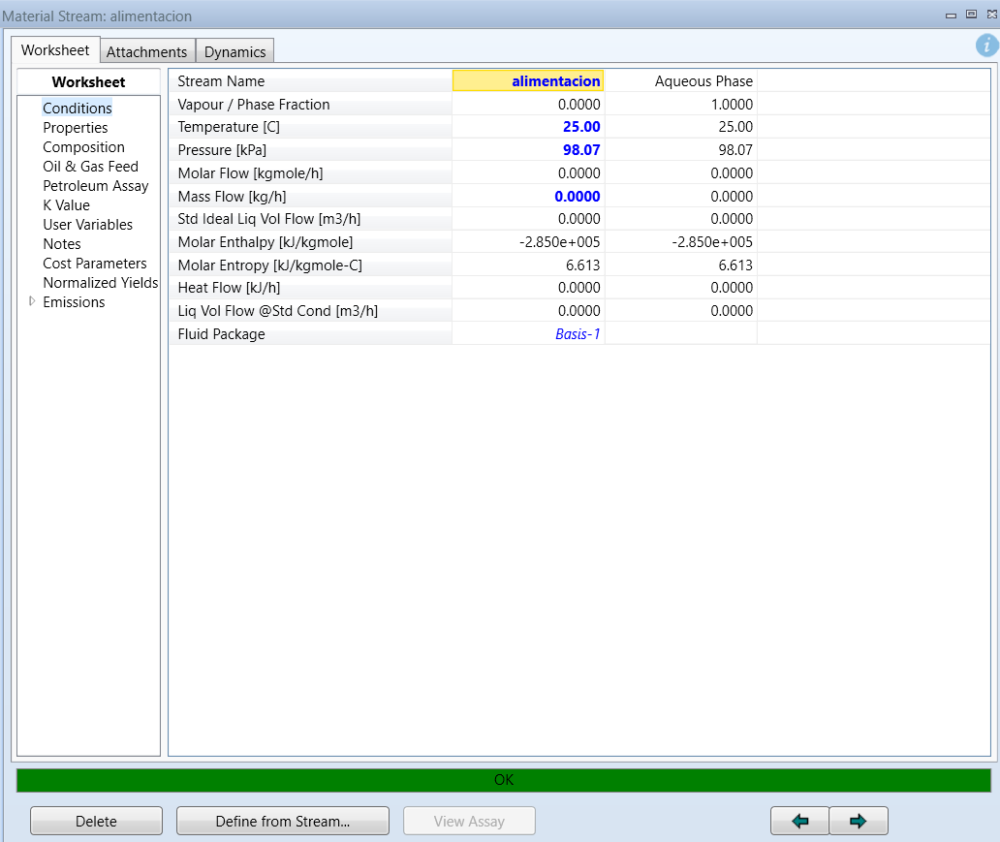 Material Stream: alimentacion
Worksheet Attachments Dynamics
i
Worksheet
Conditions
Properties
Composition
Oil & Gas Feed
Petroleum Assay
K Value
User Variables
Notes
Cost Parameters
Normalized Yields
Emissions
Stream Name alimentacion Aqueous Phase
Vapour / Phase Fraction 0.0000 1.0000
Temperature [C] 25.00 25.00
Pressure [kPa] 98.07 98.07
Molar Flow [kgmole/h] 0.0000 0.0000
Mass Flow [kg/h] 0.0000 0.0000
Std Ideal Liq Vol Flow [m3/h] 0.0000 0.0000
Molar Enthalpy [kJ/kgmole] -2.850e+005 -2.850e+005
Molar Entropy [kJ/kgmole-C] 6.613 6.613
Heat Flow [kJ/h] 0.0000 0.0000
Liq Vol Flow @Std Cond [m3/h] 0.0000 0.0000
Fluid Package Basis-1
OK
Delete Define from Stream... View Assay